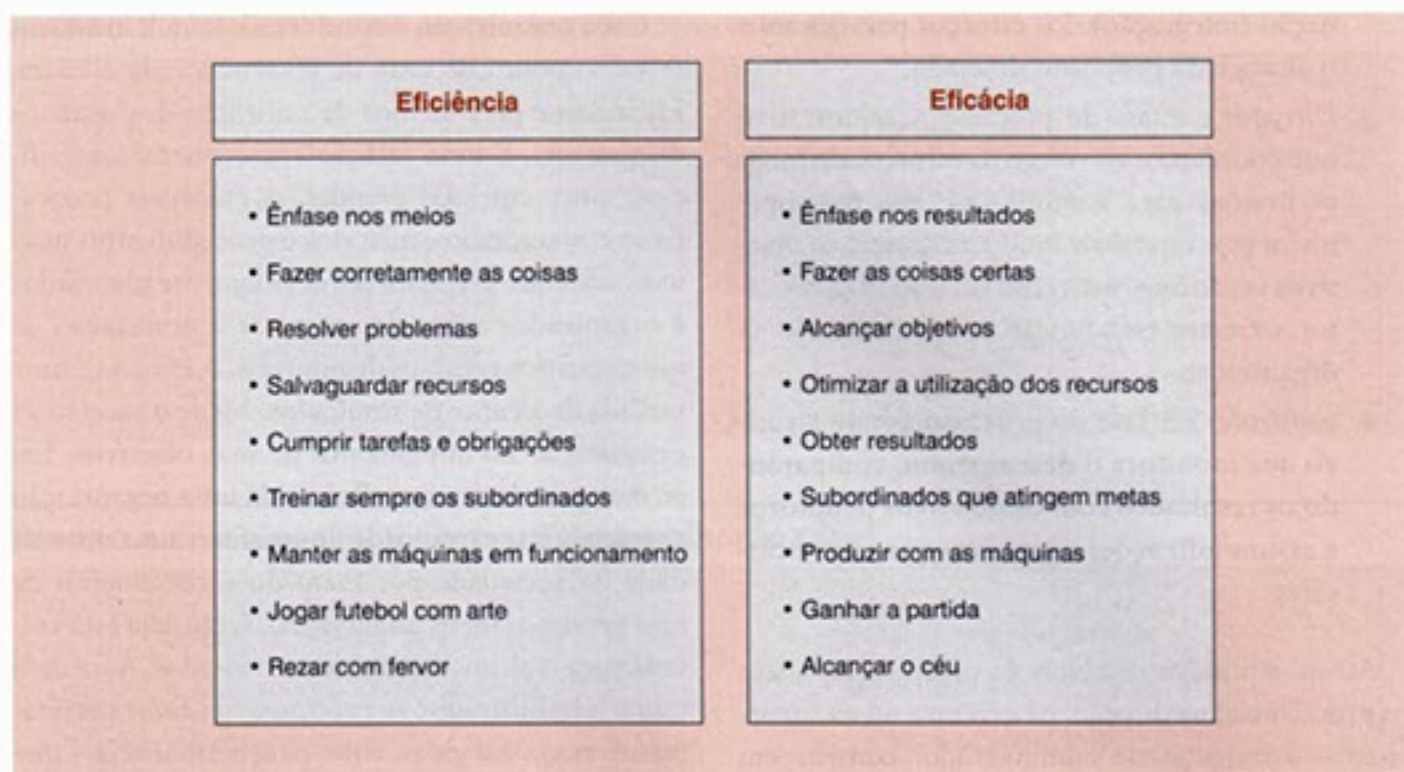 Eficiência
• Ênfase nos meios
• Fazer corretamente as coisas
• Resolver problemas
• Salvaguardar recursos
• Cumprir tarefas e obrigações
• Treinar sempre os subordinados
• Manter as máquinas em funcionamento
• Jogar futebol com arte
• Rezar com fervor
Eficácia
• Ênfase nos resultados
• Fazer as coisas certas
• Alcançar objetivos
• Otimizar a utilização dos recursos
• Obter resultados
• Subordinados que atingem metas
• Produzir com as máquinas
• Ganhar a partida
• Alcançar o céu